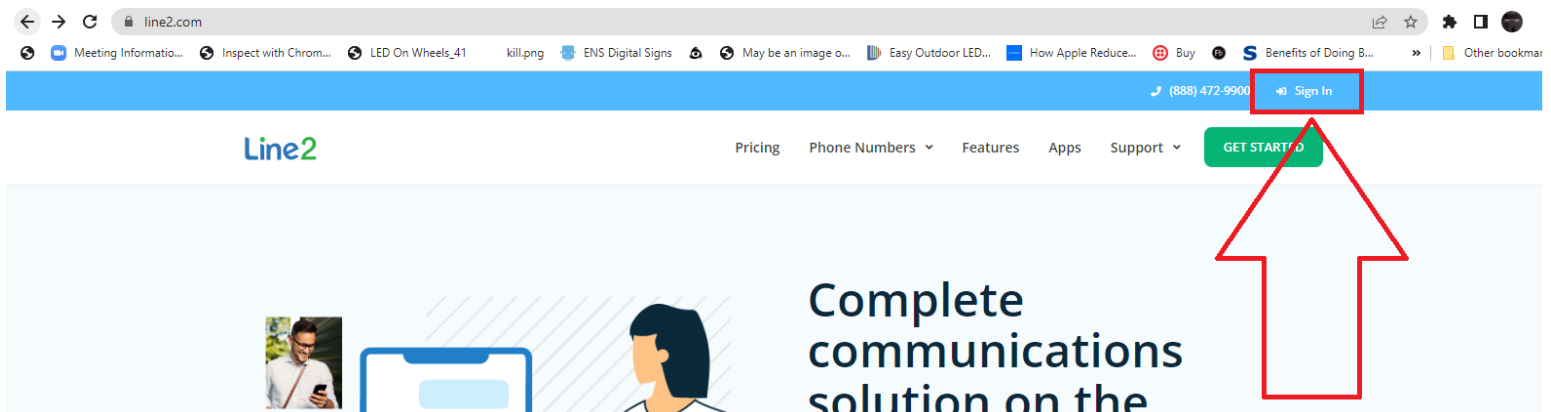 line2.com
Meeting Informatio... Inspect with Chrom... LED On Wheels_41 kill.png ENS Digital Signs May be an image o... Easy Outdoor LED... How Apple Reduce... Buy Fb S Benefits of Doing B... » Other bookmar
(888) 472-9900 Sign In
Line2 Pricing Phone Numbers Features Apps Support GET STARTED
Complete
communications
solution on the